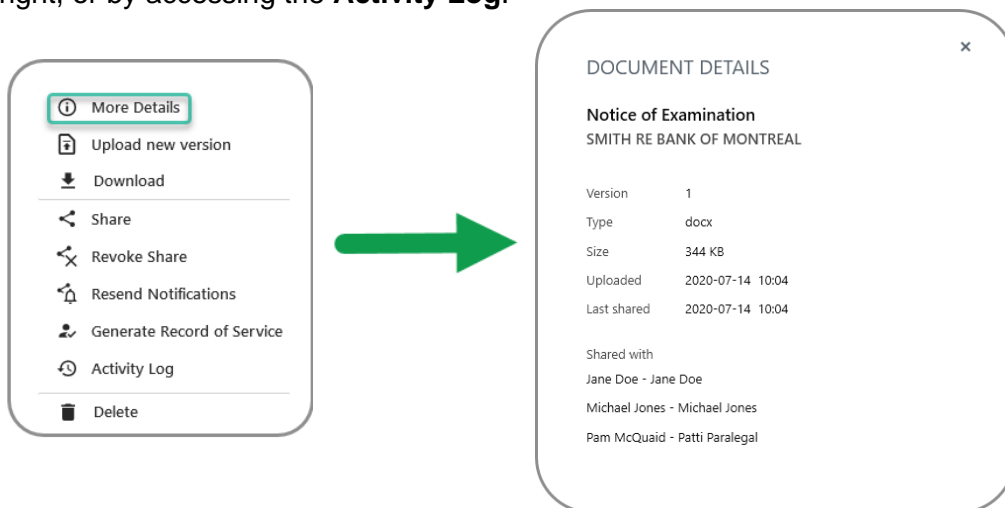 right, or by accessing the Activity Log.
More Details
Upload new version
Download
Share
Revoke Share
Resend Notifications
Generate Record of Service
Activity Log
Delete
×
DOCUMENT DETAILS
Notice of Examination
SMITH RE BANK OF MONTREAL
Version 1
Type docx
Size 344 KB
Uploaded 2020-07-14 10:04
Last shared 2020-07-14 10:04
Shared with
Jane Doe - Jane Doe
Michael Jones - Michael Jones
Pam McQuaid - Patti Paralegal